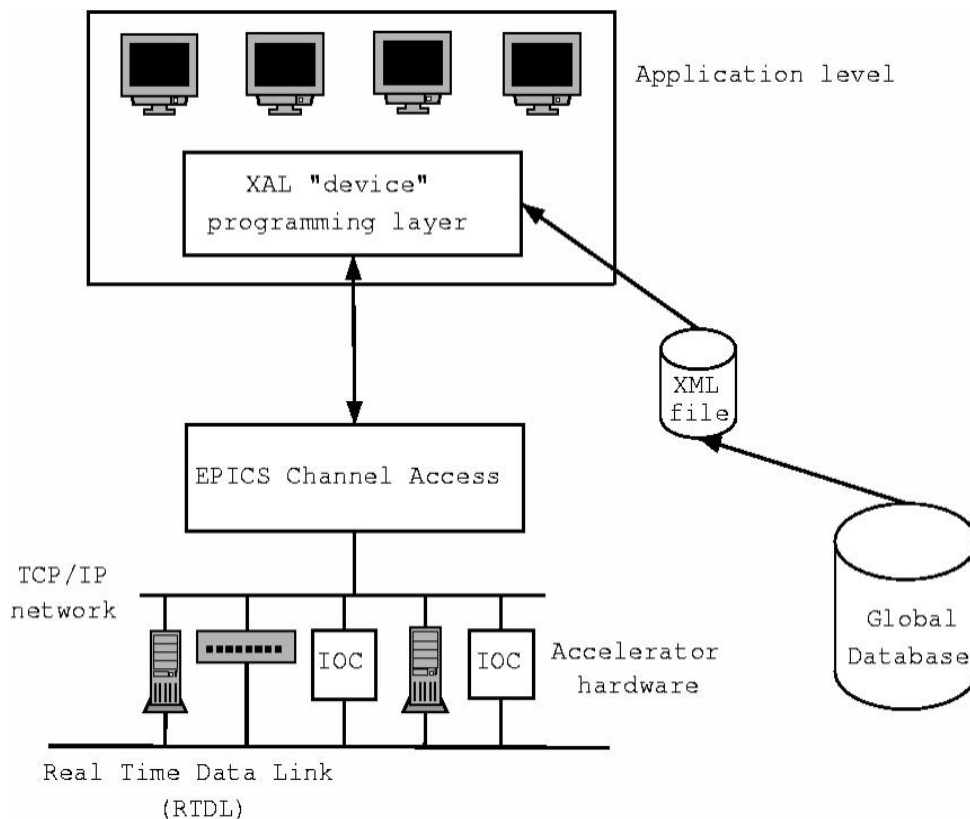 Application level
XAL "device"
programming layer
XML
file
EPICS Channel Access
TCP/IP
network
IOC
IOC
Accelerator
hardware
Global
Database
Real Time Data Link
(RTDL)